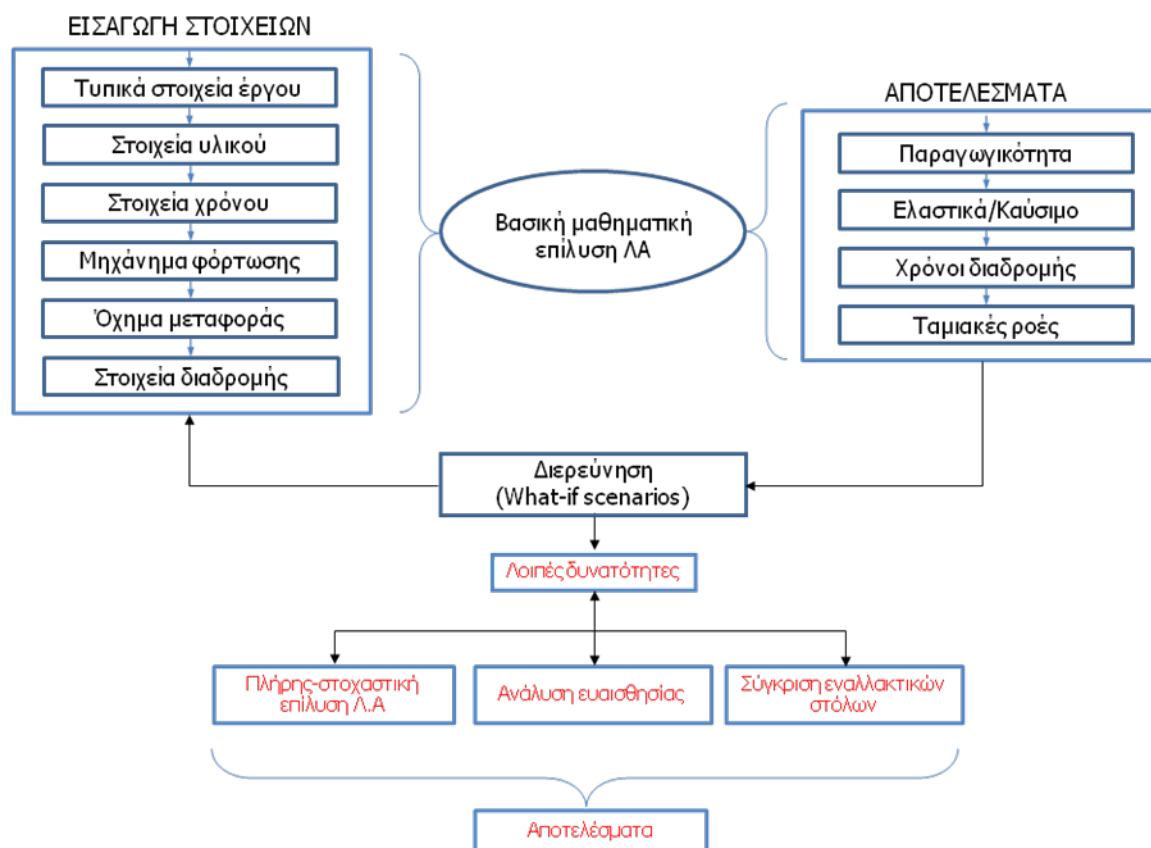 ΕΙΣΑΓΩΓΗ ΣΤΟΙΧΕΙΩΝ
Τυπικά στοιχεία έργου
Στοιχεία υλικού
Στοιχεία χρόνου
Μηχάνημα φόρτωσης
Όχημα μεταφοράς
Στοιχεία διαδρομής
Βασική μαθηματική
επίλυση ΛΑ
ΑΠΟΤΕΛΕΣΜΑΤΑ
Παραγωγικότητα
Ελαστικά/Καύσιμο
Χρόνοι διαδρομής
Ταμιακές ροές
Διερεύνηση
(What-if scenarios)
Λοιπές δυνατότητες
Πλήρης-στοχαστική
επίλυση Λ.Α
Ανάλυση ευαισθησίας
Σύγκριση εναλλακτικών
στόλων
Αποτελέσματα